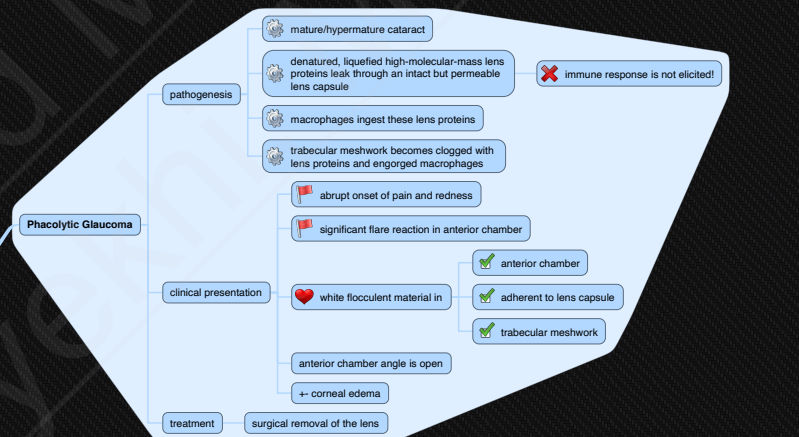 Phacolytic Glaucoma
pathogenesis
mature/hypermature cataract
denatured, liquefied high-molecular-mass lens
proteins leak through an intact but permeable
lens capsule
immune response is not elicited!
macrophages ingest these lens proteins
trabecular meshwork becomes clogged with
lens proteins and engorged macrophages
clinical presentation
abrupt onset of pain and redness
significant flare reaction in anterior chamber
white flocculent material in
anterior chamber
adherent to lens capsule
trabecular meshwork
anterior chamber angle is open
+- corneal edema
treatment
surgical removal of the lens